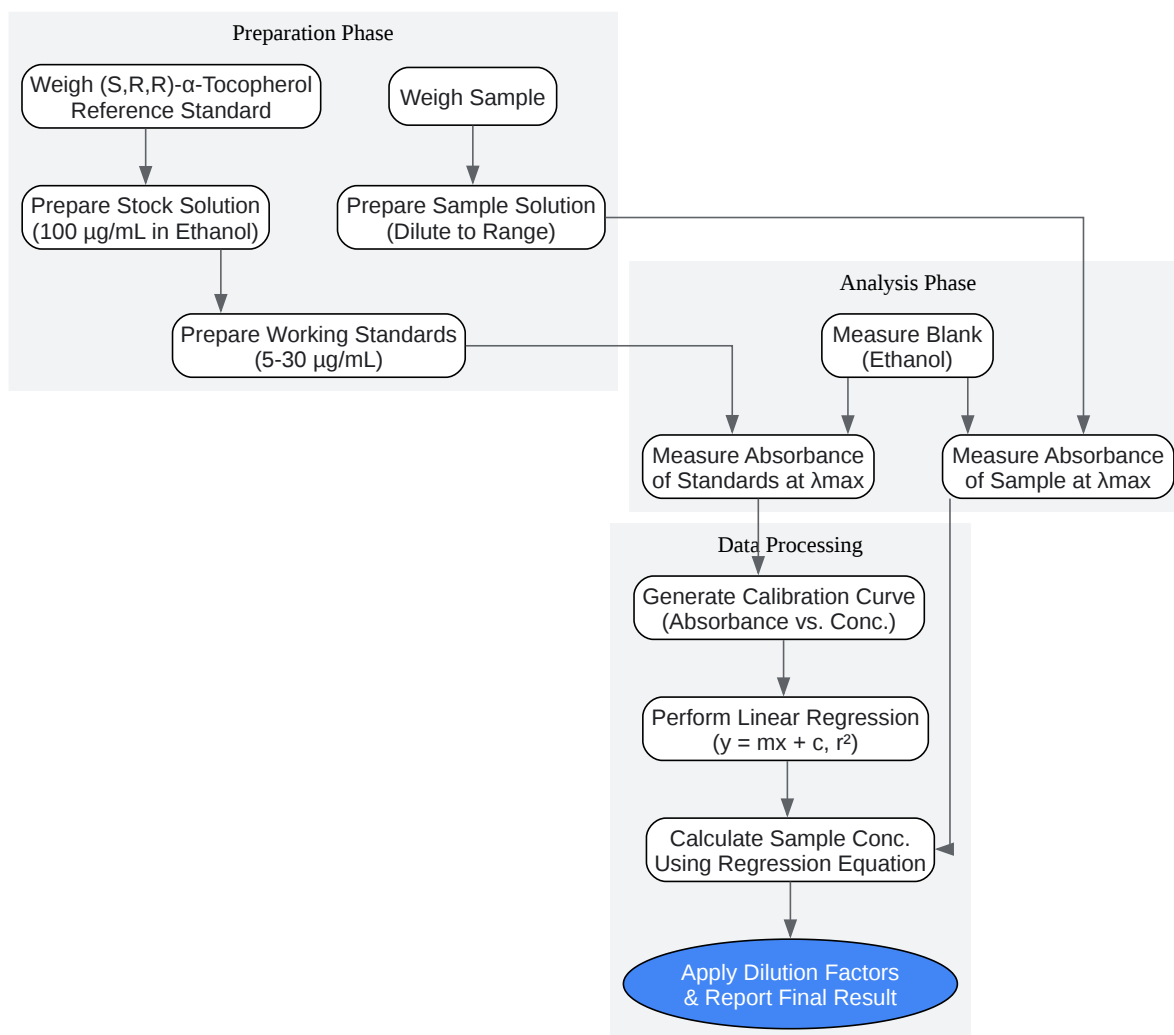 Preparation Phase
Weigh (S,R,R)-α-Tocopherol
Reference Standard
Weigh Sample
Prepare Stock Solution
(100 µg/mL in Ethanol)
Prepare Sample Solution
(Dilute to Range)
Prepare Working Standards
(5-30 µg/mL)
Analysis Phase
Measure Blank
(Ethanol)
Measure Absorbance
of Standards at λmax
Measure Absorbance
of Sample at λmax
Data Processing
Generate Calibration Curve
(Absorbance vs. Conc.)
Perform Linear Regression
(y = mx + c, r²)
Calculate Sample Conc.
Using Regression Equation
Apply Dilution Factors
& Report Final Result